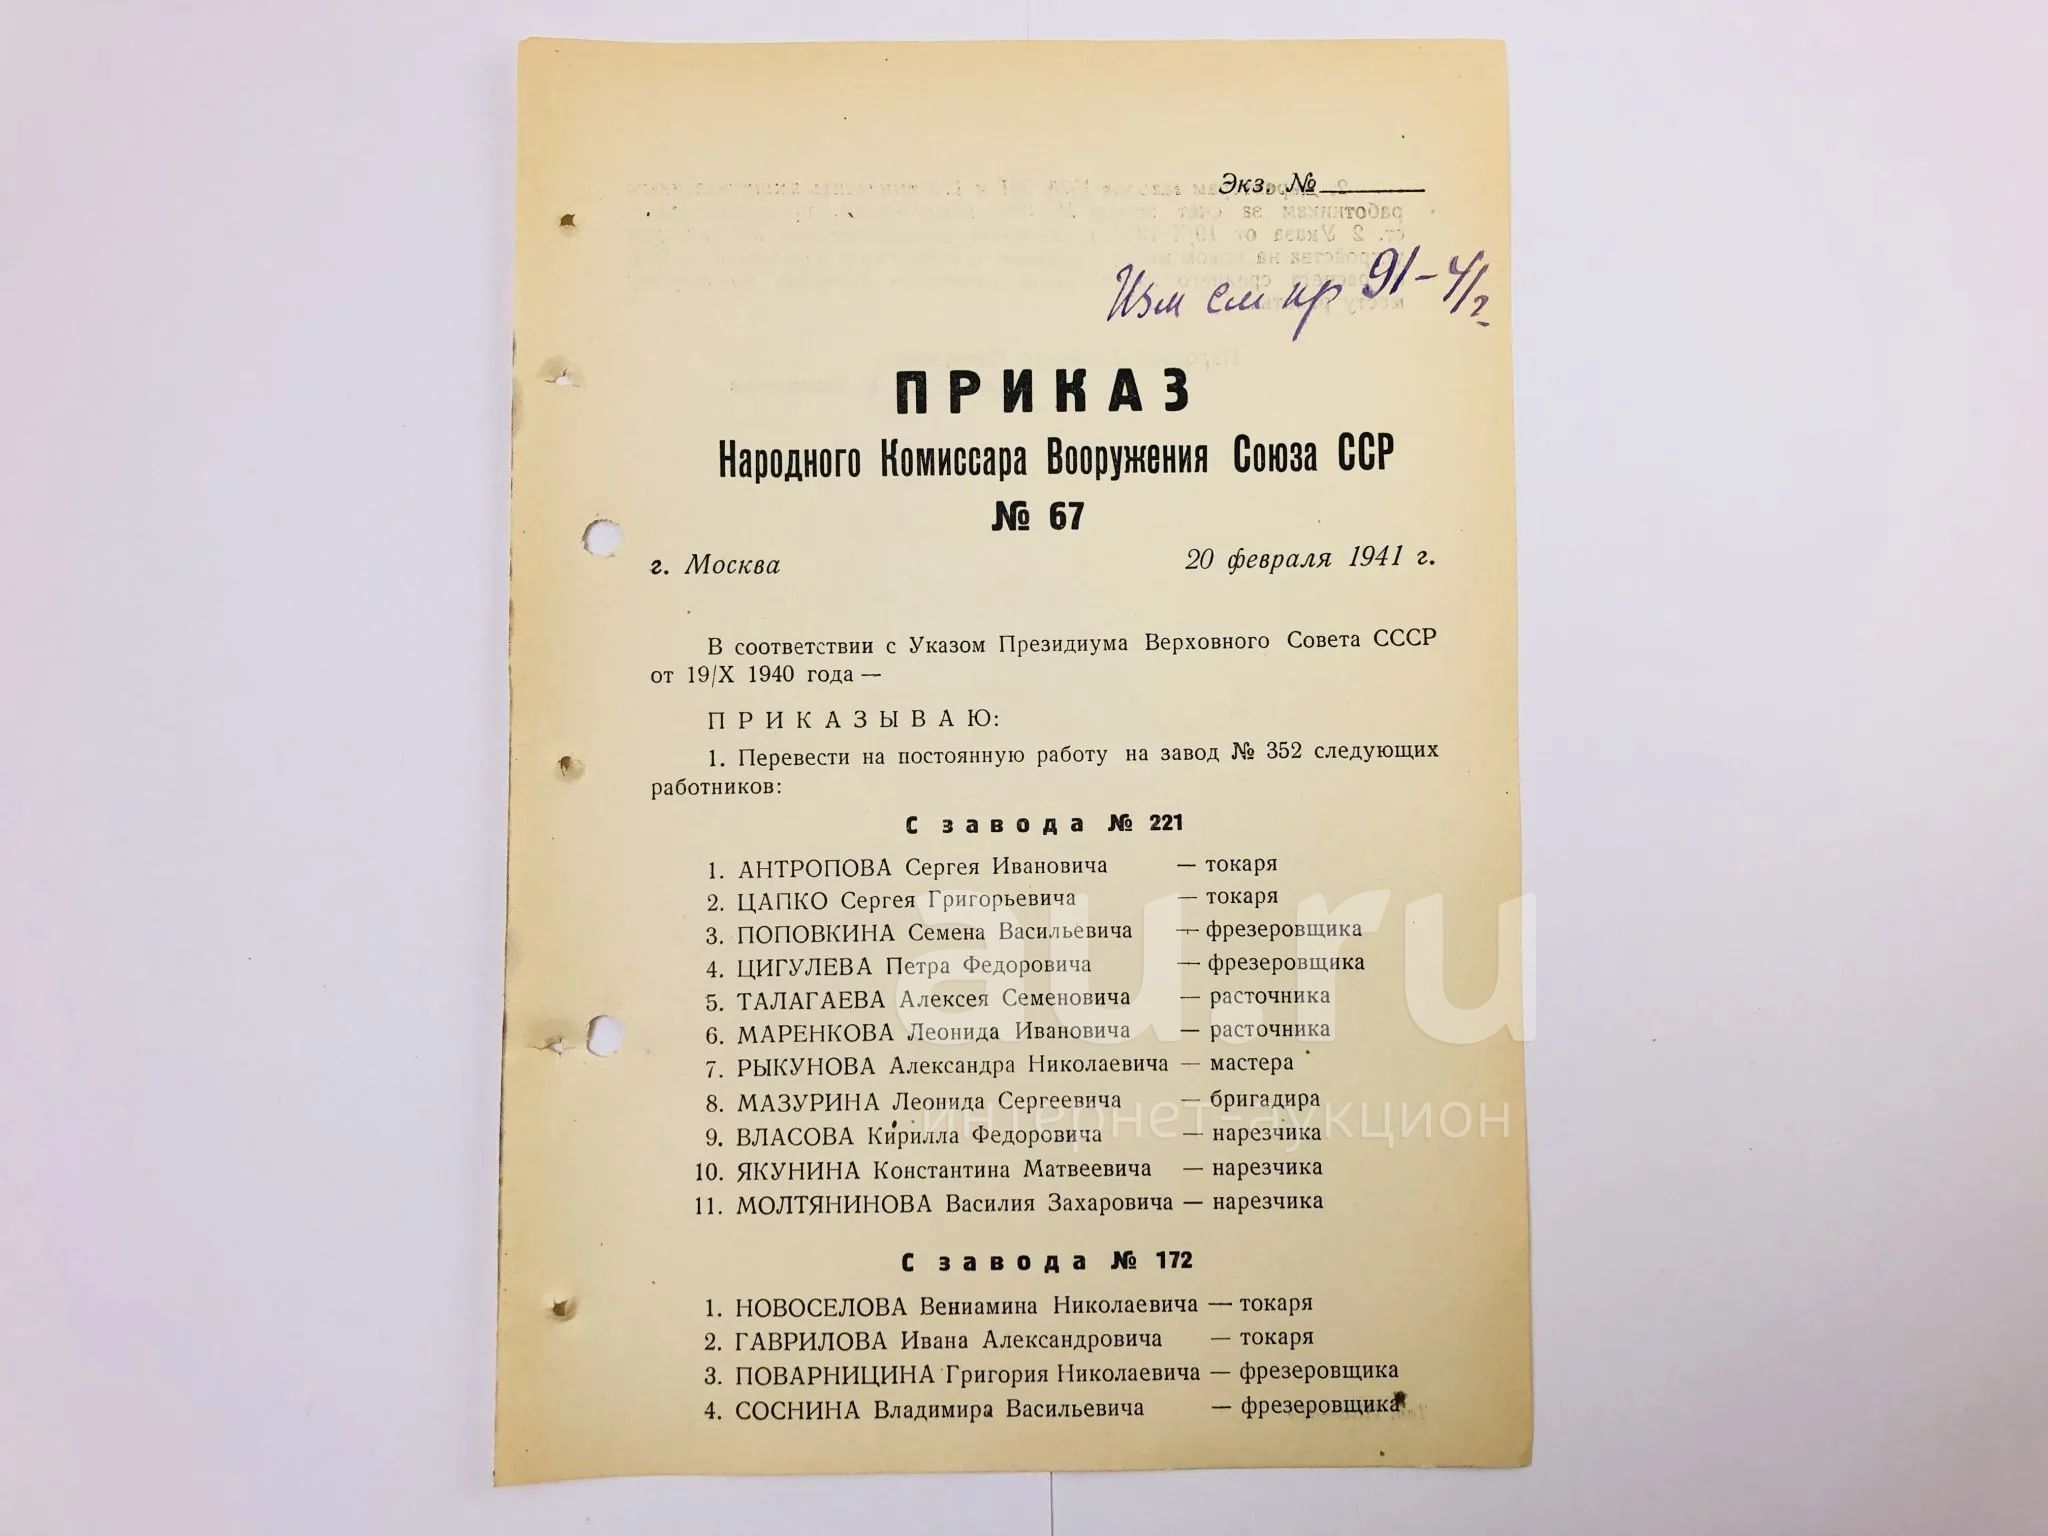 Экз. №
Изм см пр 91-41г
ПРИКАЗ
Народного Комиссара Вооружения Союза ССР
№ 67
г. Москва 20 февраля 1941 г.
В соответствии с Указом Президиума Верховного Совета СССР
от 19/X 1940 года —
ПРИКАЗЫВАЮ:
1. Перевести на постоянную работу на завод № 352 следующих
работников:
С завода № 221
1. АНТРОПОВА Сергея Ивановича — токаря
2. ЦАПКО Сергея Григорьевича — токаря
3. ПОПОВКИНА Семена Васильевича — фрезеровщика
4. ЦИГУЛЕВА Петра Федоровича — фрезеровщика
5. ТАЛАГАЕВА Алексея Семеновича — расточника
6. МАРЕНКОВА Леонида Ивановича — расточника
7. РЫКУНОВА Александра Николаевича — мастера
8. МАЗУРИНА Леонида Сергеевича — бригадира
9. ВЛАСОВА Кирилла Федоровича — нарезчика
10. ЯКУНИНА Константина Матвеевича — нарезчика
11. МОЛТЯНИНОВА Василия Захаровича — нарезчика
С завода № 172
1. НОВОСЕЛОВА Вениамина Николаевича — токаря
2. ГАВРИЛОВА Ивана Александровича — токаря
3. ПОВАРНИЦИНА Григория Николаевича — фрезеровщика
4. СОСНИНА Владимира Васильевича — фрезеровщика
au.ru
интернет-аукцион